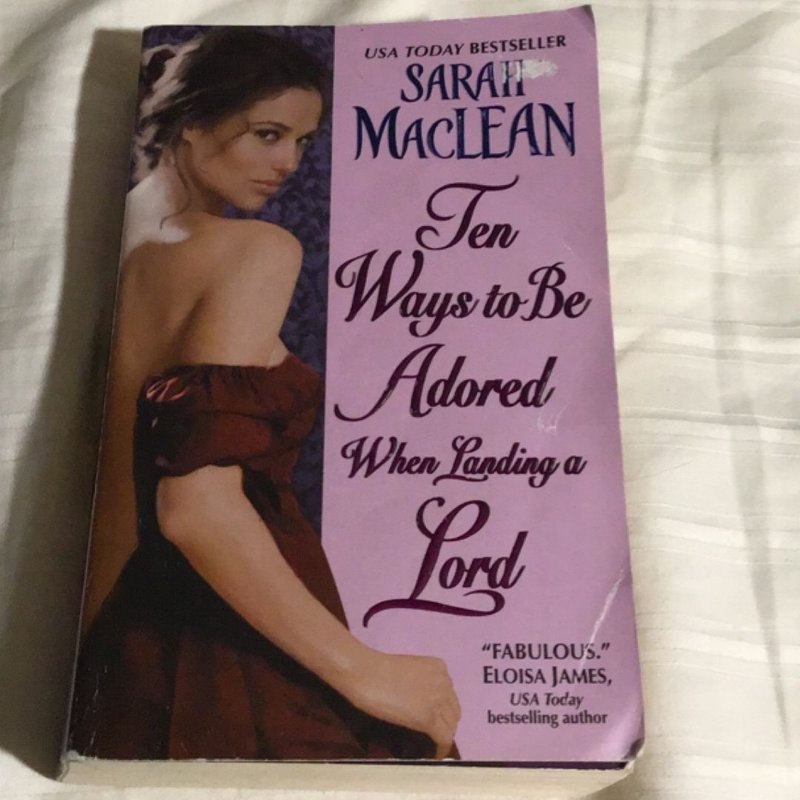 USA TODAY BESTSELLER
SARAH
MACLEAN
Ten
Ways to Be
Adored
When Landing a
Lord
"FABULOUS."
ELOISA JAMES,
USA Today
bestselling author